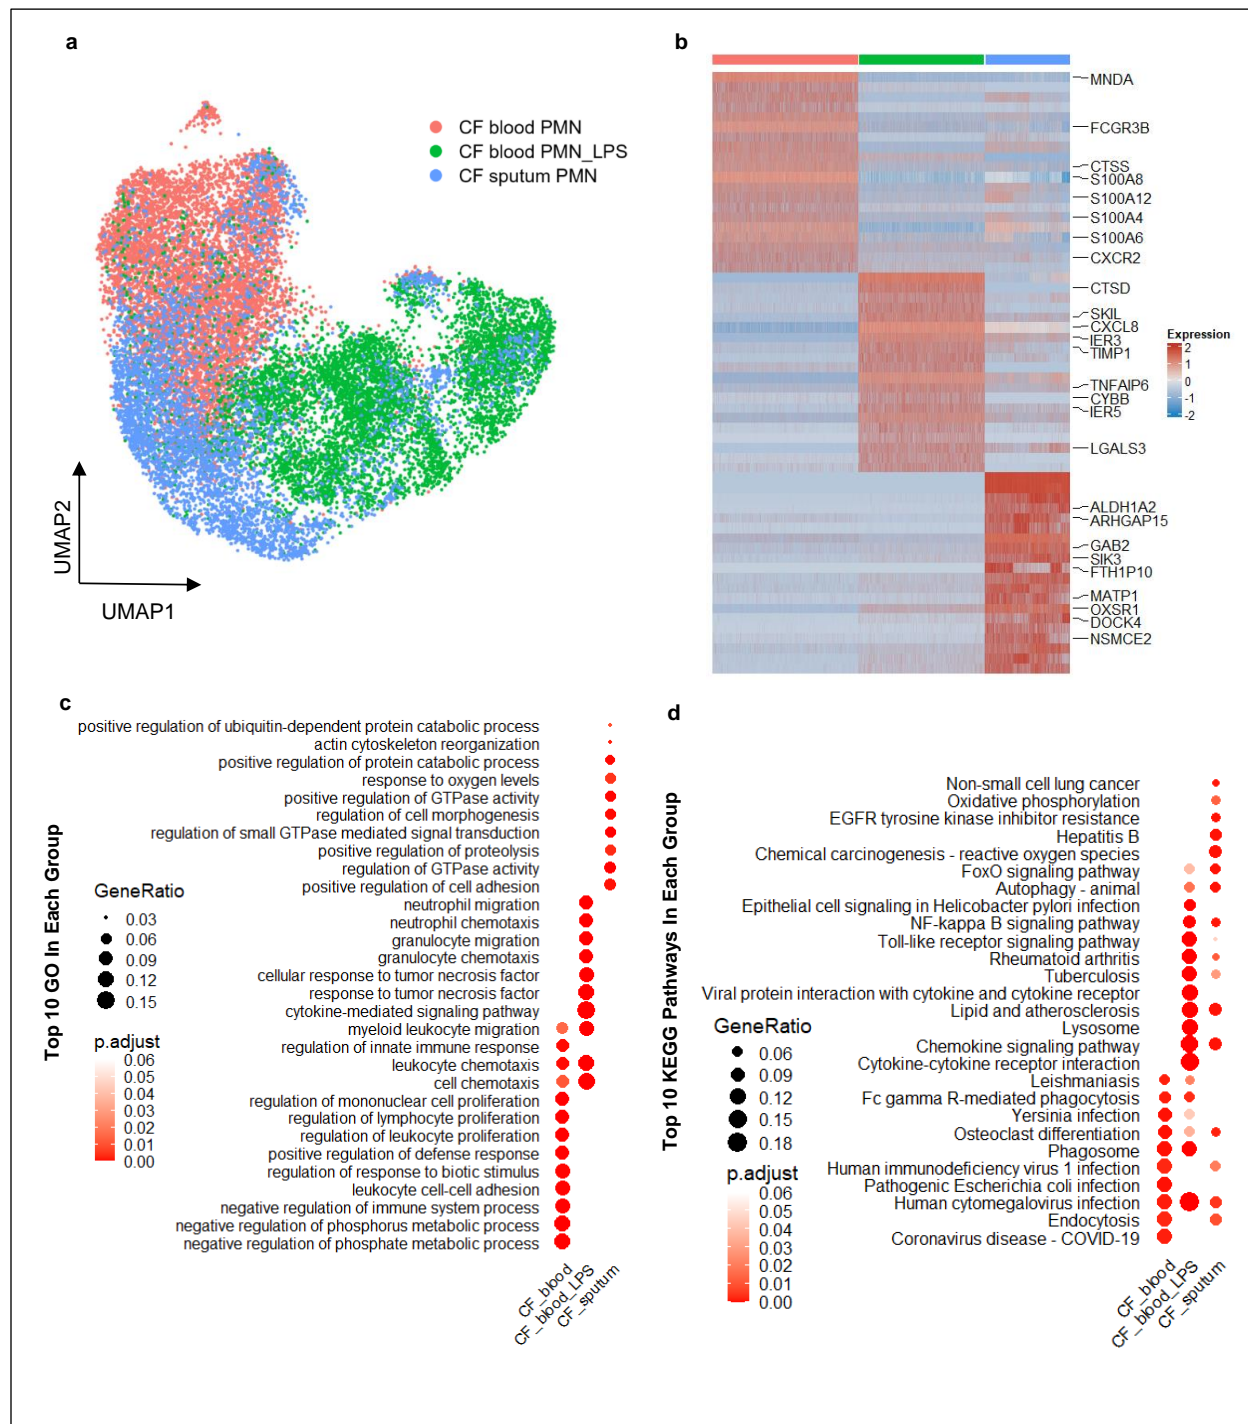 a
CF blood PMN
CF blood PMN_LPS
CF sputum PMN
UMAP2
UMAP1
b
MNDA
FCGR3B
CTSS
S100A8
S100A12
S100A4
S100A6
CXCR2
CTSD
SKIL
CXCL8
IER3
TIMP1
TNFAIP6
CYBB
IER5
LGALS3
ALDH1A2
ARHGAP15
GAB2
SIK3
FTH1P10
MATP1
OXSR1
DOCK4
NSMCE2
Expression
2
1
0
-1
-2
c
Top 10 GO In Each Group
positive regulation of ubiquitin-dependent protein catabolic process
actin cytoskeleton reorganization
positive regulation of protein catabolic process
response to oxygen levels
positive regulation of GTPase activity
regulation of cell morphogenesis
regulation of small GTPase mediated signal transduction
positive regulation of proteolysis
regulation of GTPase activity
positive regulation of cell adhesion
neutrophil migration
neutrophil chemotaxis
granulocyte migration
granulocyte chemotaxis
cellular response to tumor necrosis factor
response to tumor necrosis factor
cytokine-mediated signaling pathway
myeloid leukocyte migration
regulation of innate immune response
leukocyte chemotaxis
cell chemotaxis
regulation of mononuclear cell proliferation
regulation of lymphocyte proliferation
regulation of leukocyte proliferation
positive regulation of defense response
regulation of response to biotic stimulus
leukocyte cell-cell adhesion
negative regulation of immune system process
negative regulation of phosphorus metabolic process
negative regulation of phosphate metabolic process
GeneRatio
0.03
0.06
0.09
0.12
0.15
p.adjust
0.06
0.05
0.04
0.03
0.02
0.01
0.00
CF_blood
CF_blood_LPS
CF_sputum
d
Top 10 KEGG Pathways In Each Group
Non-small cell lung cancer
Oxidative phosphorylation
EGFR tyrosine kinase inhibitor resistance
Hepatitis B
Chemical carcinogenesis - reactive oxygen species
FoxO signaling pathway
Autophagy - animal
Epithelial cell signaling in Helicobacter pylori infection
NF-kappa B signaling pathway
Toll-like receptor signaling pathway
Rheumatoid arthritis
Tuberculosis
Viral protein interaction with cytokine and cytokine receptor
Lipid and atherosclerosis
Lysosome
Chemokine signaling pathway
Cytokine-cytokine receptor interaction
Leishmaniasis
Fc gamma R-mediated phagocytosis
Yersinia infection
Osteoclast differentiation
Phagosome
Human immunodeficiency virus 1 infection
Pathogenic Escherichia coli infection
Human cytomegalovirus infection
Endocytosis
Coronavirus disease - COVID-19
GeneRatio
0.06
0.09
0.12
0.15
0.18
p.adjust
0.06
0.05
0.04
0.03
0.02
0.01
0.00
CF_blood
CF_blood_LPS
CF_sputum